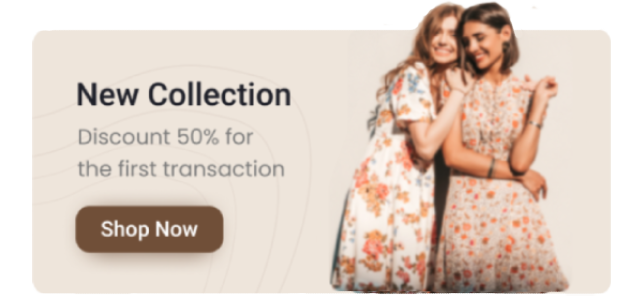 New Collection
Discount 50% for
the first transaction
Shop Now